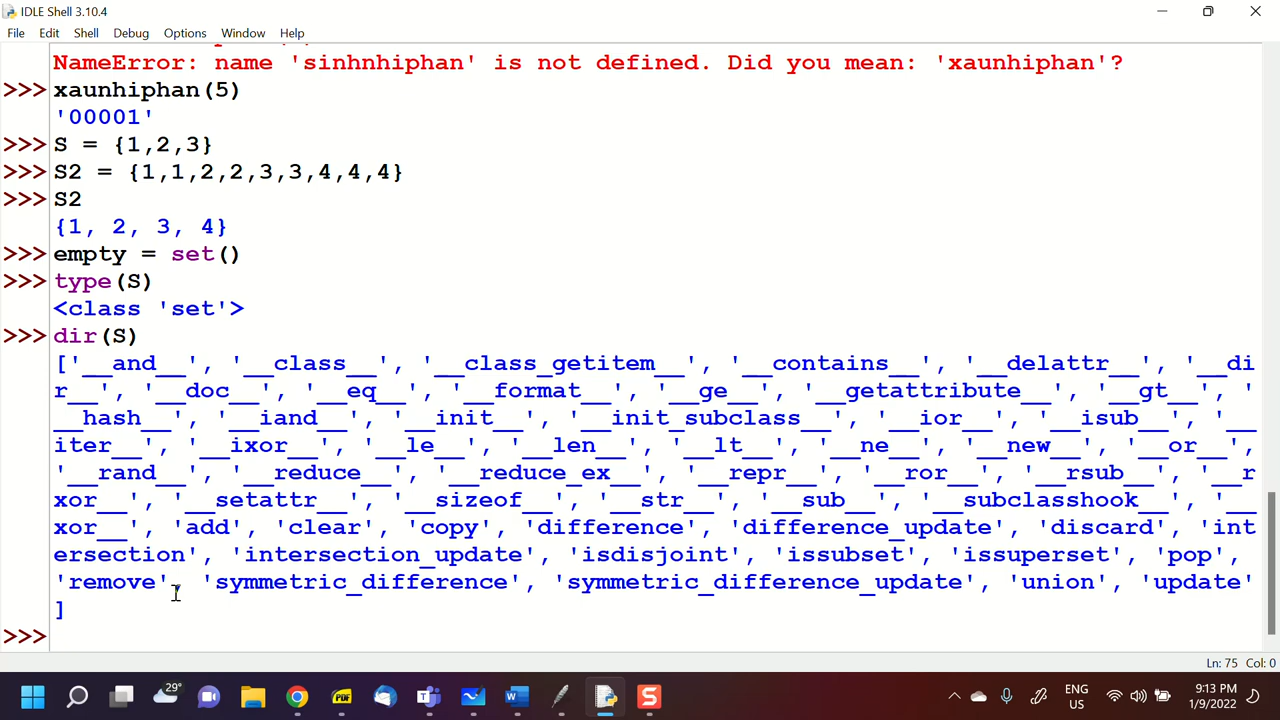 IDLE Shell 3.10.4
File Edit Shell Debug Options Window Help
NameError: name 'sinhnhiphan' is not defined. Did you mean: 'xaunhiphan'?
>>> xaunhiphan(5)
'00001'
>>> S = {1,2,3}
>>> S2 = {1,1,2,2,3,3,4,4,4}
>>> S2
{1, 2, 3, 4}
>>> empty = set()
>>> type(S)
<class 'set'>
>>> dir(S)
['__and__', '__class__', '__class_getitem__', '__contains__', '__delattr__', '__di
r__', '__doc__', '__eq__', '__format__', '__ge__', '__getattribute__', '__gt__', '
__hash__', '__iand__', '__init__', '__init_subclass__', '__ior__', '__isub__', '__
iter__', '__ixor__', '__le__', '__len__', '__lt__', '__ne__', '__new__', '__or__',
'__rand__', '__reduce__', '__reduce_ex__', '__repr__', '__ror__', '__rsub__', '__r
xor__', '__setattr__', '__sizeof__', '__str__', '__sub__', '__subclasshook__', '__
xor__', 'add', 'clear', 'copy', 'difference', 'difference_update', 'discard', 'int
ersection', 'intersection_update', 'isdisjoint', 'issubset', 'issuperset', 'pop',
'remove', 'symmetric_difference', 'symmetric_difference_update', 'union', 'update'
]
>>>
Ln: 75 Col: 0
29°
PDF
W
S
ENG
US
9:13 PM
1/9/2022